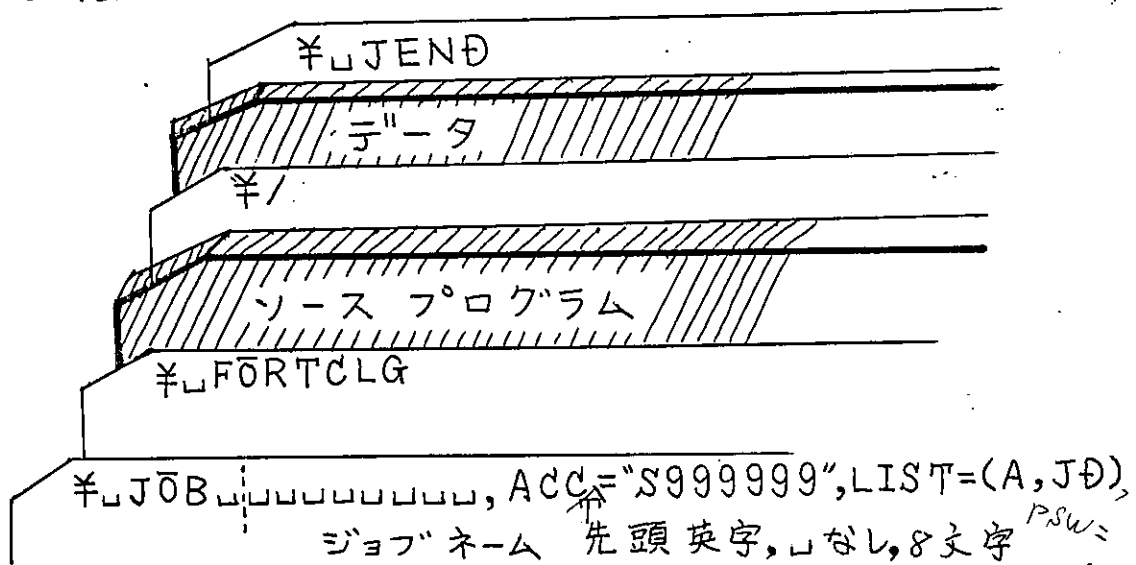 ¥␣JENĐ
データ
¥/
ソース プログラム
¥␣FŌRTCLG
¥␣JŌB␣␣␣␣␣␣␣␣␣, ACC="S999999",LIST=(A,JĐ),
ジョブネーム 先頭英字,␣なし,8文字 PSW=